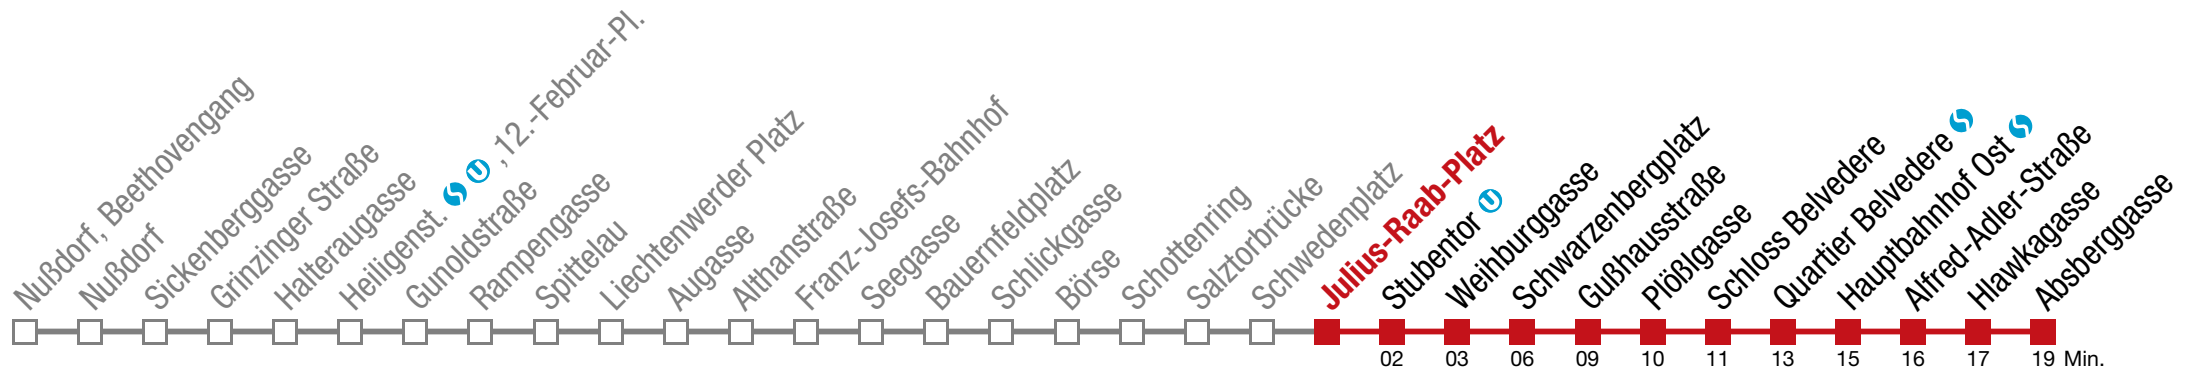 Nußdorf, Beethovengang
Nußdorf
Sickenberggasse
Grinzinger Straße
Halteraugasse
Heiligenst. S U , 12.-Februar-Pl.
Gunoldstraße
Rampengasse
Spittelau
Liechtenwerder Platz
Augasse
Althanstraße
Franz-Josefs-Bahnhof
Seegasse
Bauernfeldplatz
Schlickgasse
Börse
Schottenring
Salztorbrücke
Schwedenplatz
Julius-Raab-Platz
Stubentor U
Weihburggasse
Schwarzenbergplatz
Gußhausstraße
Plößlgasse
Schloss Belvedere
Quartier Belvedere S
Hauptbahnhof Ost S
Alfred-Adler-Straße
Hlawkagasse
Absberggasse
02 03 06 09 10 11 13 15 16 17 19 Min.